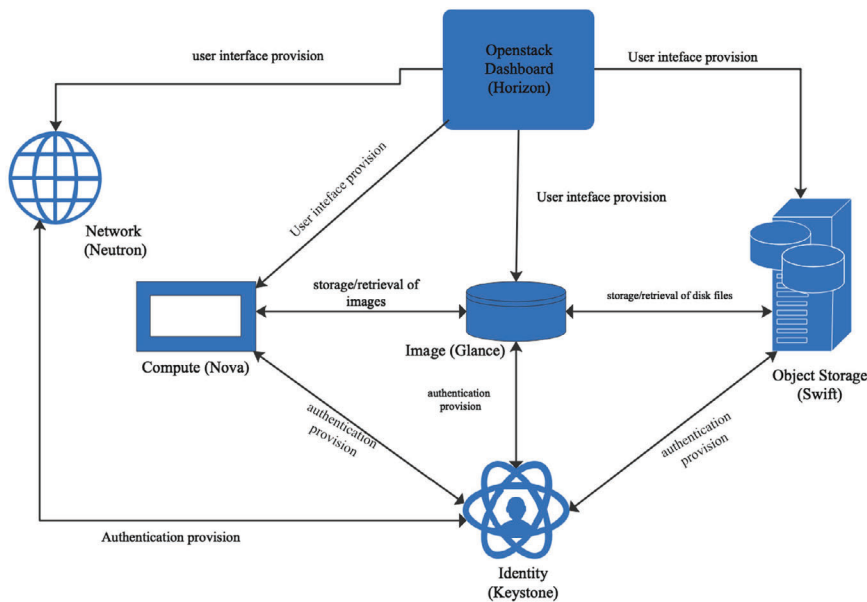 Openstack
Dashboard
(Horizon)
user interface provision
User inteface provision
User inteface provision
User inteface provision
Network
(Neutron)
storage/retrieval of
images
storage/retrieval of disk files
Compute (Nova)
Image (Glance)
Object Storage
(Swift)
authentication
provision
authentication
provision
authentication
provision
Authentication provision
Identity
(Keystone)